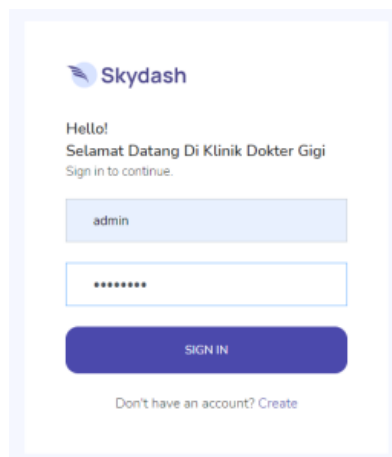 Skydash
Hello!
Selamat Datang Di Klinik Dokter Gigi
Sign in to continue.
admin
••••••••
SIGN IN
Don't have an account? Create